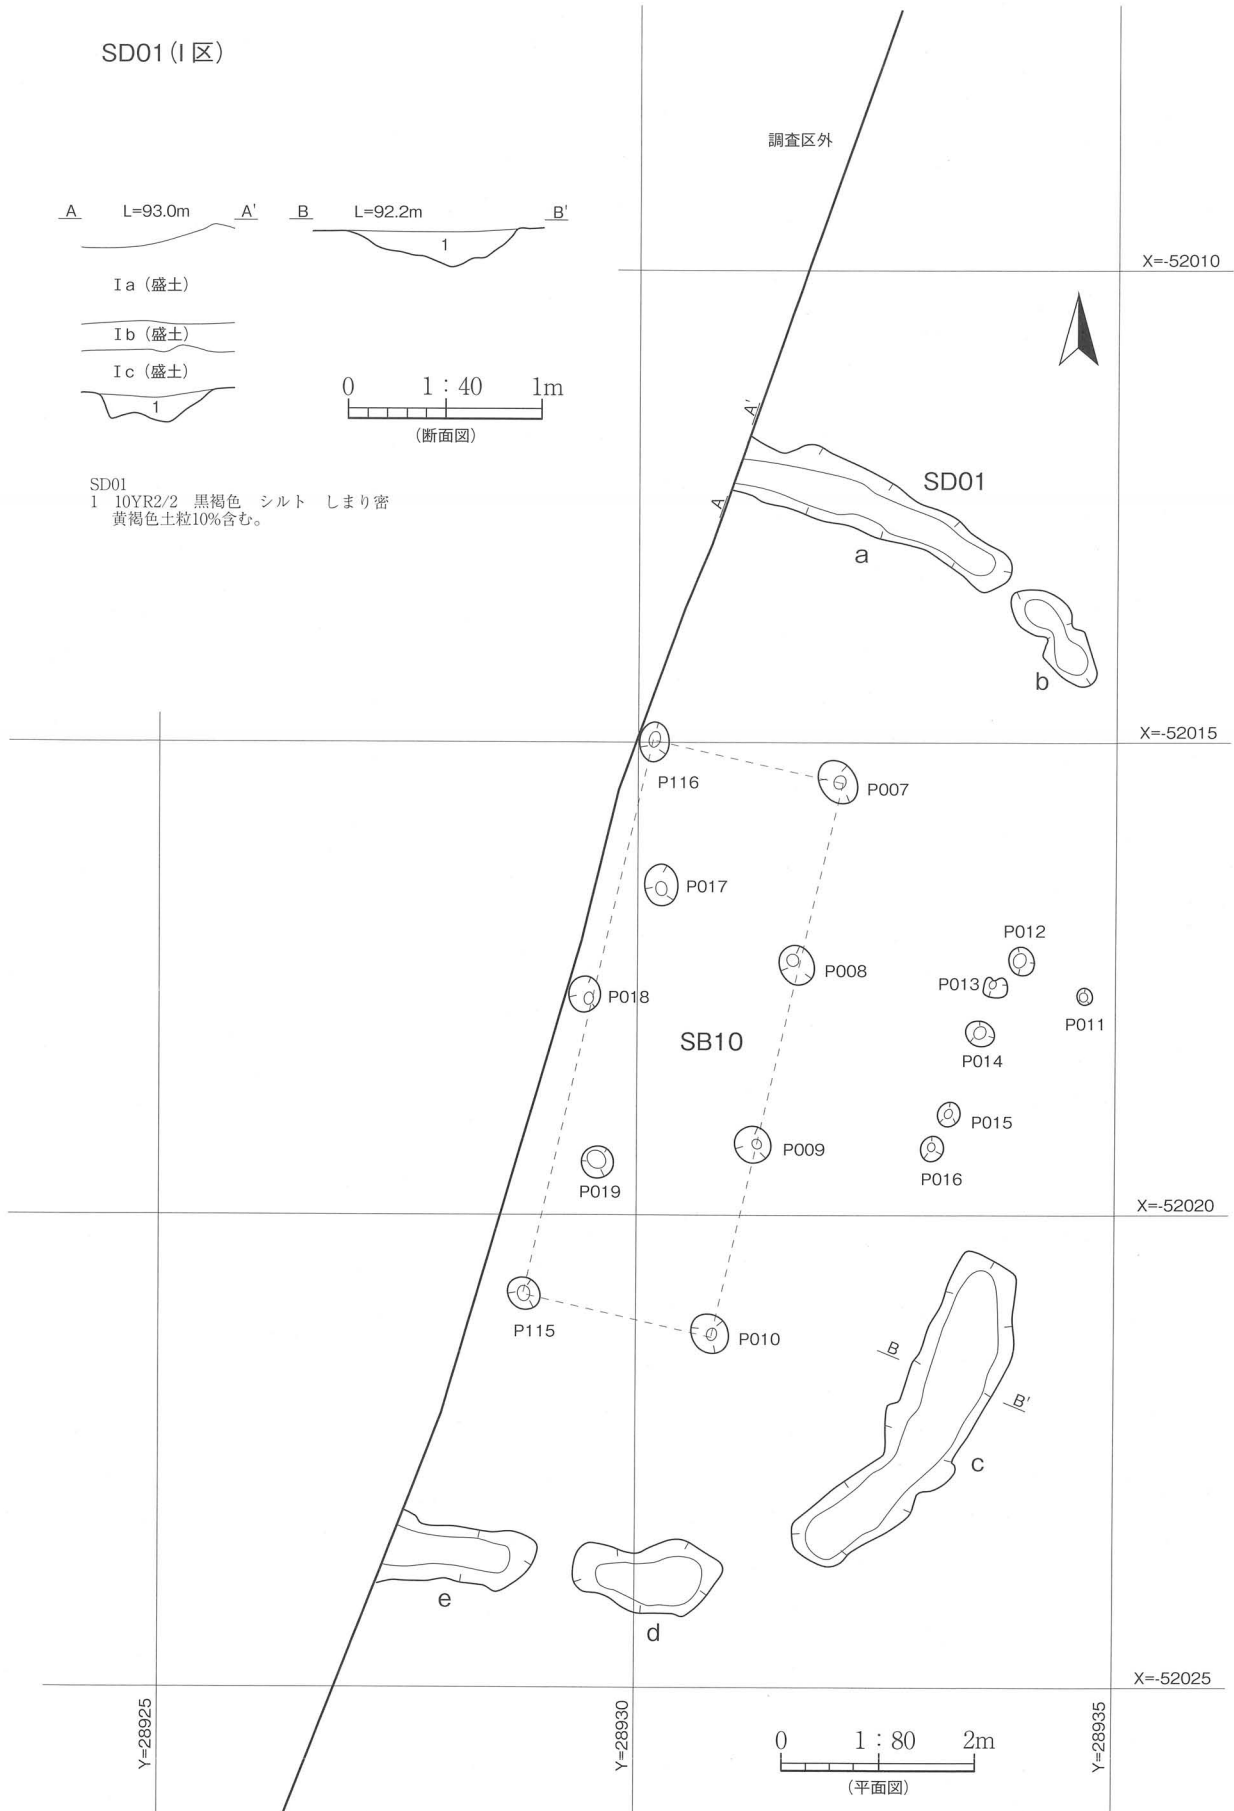 SD01(I区)
調査区外
A L=93.0m A' B L=92.2m B'
1
X=-52010
Ia(盛土)
Ib(盛土)
Ic(盛土)
1
0 1:40 1m
(断面図)
A'
SD01
1 10YR2/2 黒褐色 シルト しまり密
黄褐色土粒10%含む。
SD01
A
a
b
X=-52015
P116
P007
P017
P012
P008
P013
P018
P011
SB10
P014
P015
P009
P016
P019
X=-52020
P115
P010
B
B'
c
e
d
X=-52025
Y=28925
Y=28930
Y=28935
0 1:80 2m
(平面図)